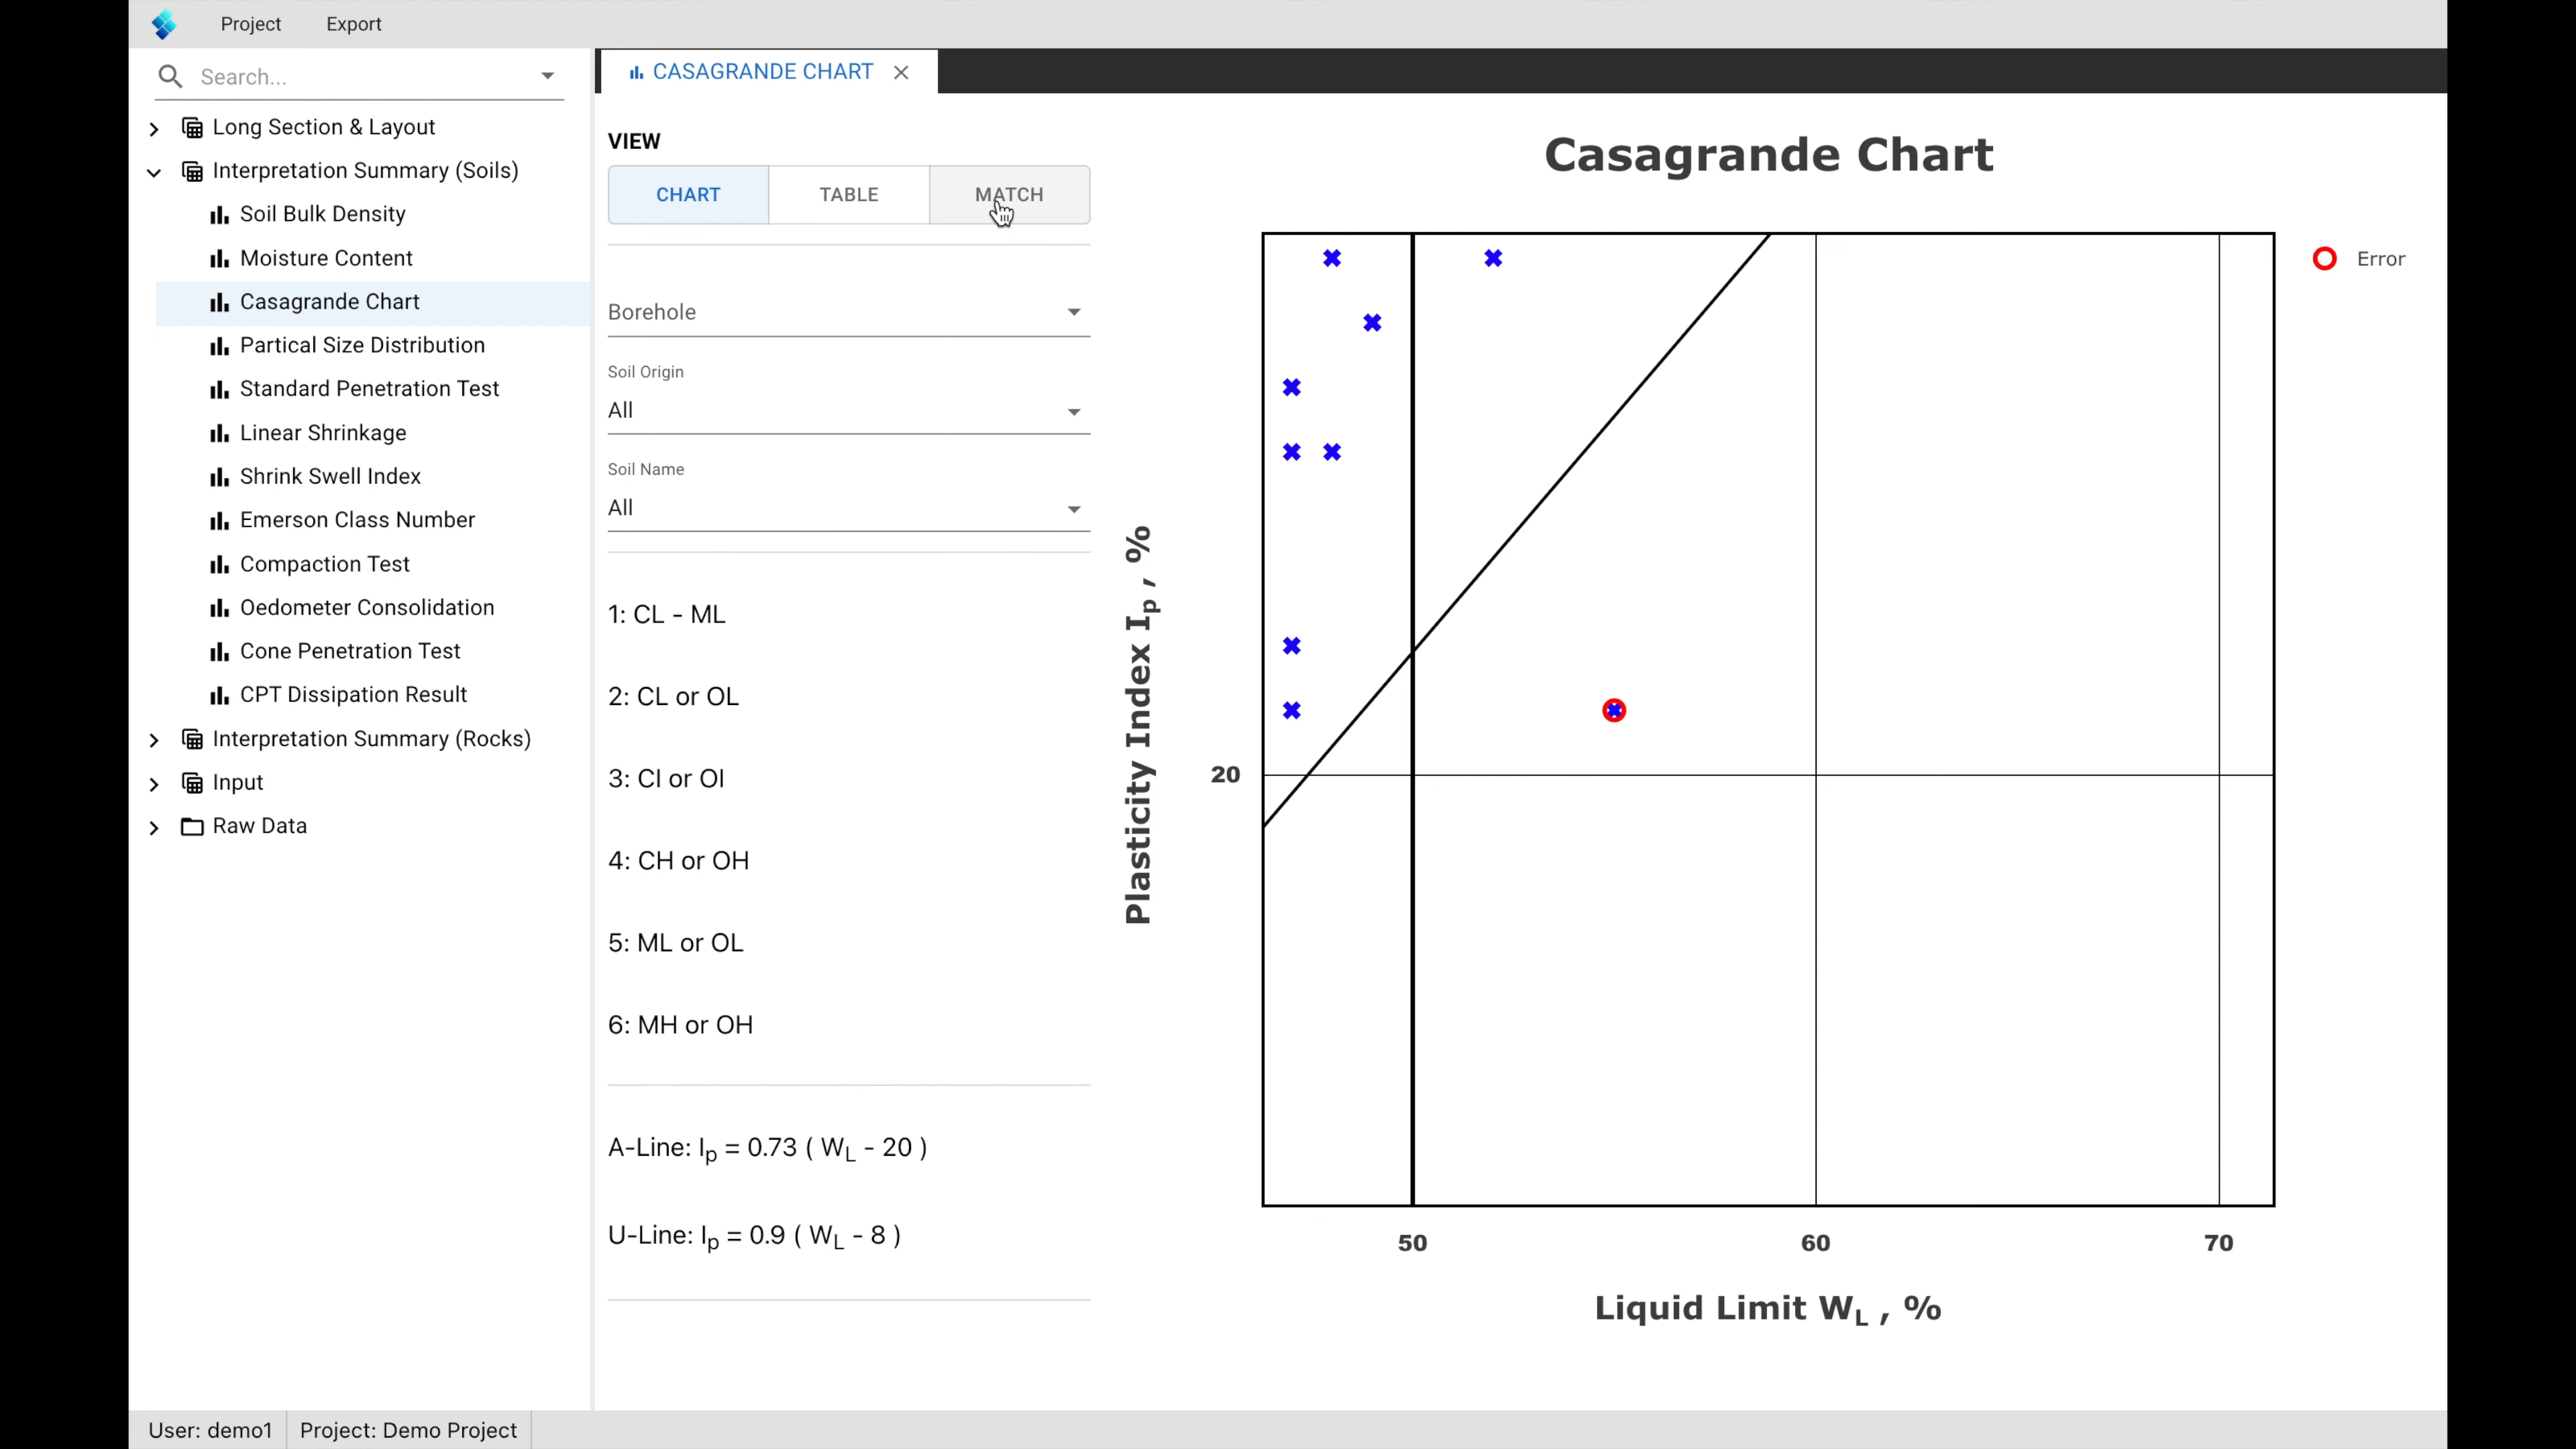 Project Export
Search...
Long Section & Layout
Interpretation Summary (Soils)
Soil Bulk Density
Moisture Content
Casagrande Chart
Partical Size Distribution
Standard Penetration Test
Linear Shrinkage
Shrink Swell Index
Emerson Class Number
Compaction Test
Oedometer Consolidation
Cone Penetration Test
CPT Dissipation Result
Interpretation Summary (Rocks)
Input
Raw Data
CASAGRANDE CHART
VIEW
CHART TABLE MATCH
Borehole
Soil Origin
All
Soil Name
All
1: CL - ML
2: CL or OL
3: CI or OI
4: CH or OH
5: ML or OL
6: MH or OH
A-Line: Ip = 0.73 ( WL - 20 )
U-Line: Ip = 0.9 ( WL - 8 )
Casagrande Chart
Error
Plasticity Index Ip , %
20
50 60 70
Liquid Limit WL , %
User: demo1 Project: Demo Project